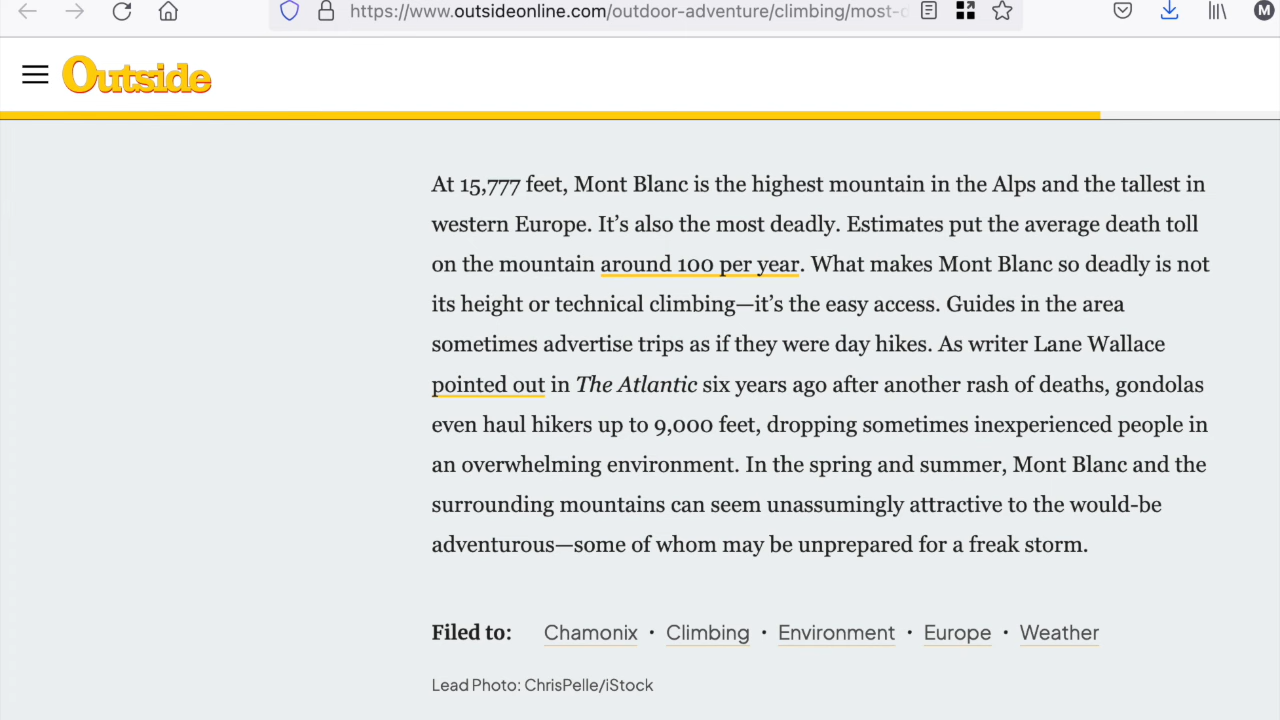 https://www.outsideonline.com/outdoor-adventure/climbing/most-d
M
Outside
At 15,777 feet, Mont Blanc is the highest mountain in the Alps and the tallest in
western Europe. It’s also the most deadly. Estimates put the average death toll
on the mountain around 100 per year. What makes Mont Blanc so deadly is not
its height or technical climbing—it’s the easy access. Guides in the area
sometimes advertise trips as if they were day hikes. As writer Lane Wallace
pointed out in The Atlantic six years ago after another rash of deaths, gondolas
even haul hikers up to 9,000 feet, dropping sometimes inexperienced people in
an overwhelming environment. In the spring and summer, Mont Blanc and the
surrounding mountains can seem unassumingly attractive to the would-be
adventurous—some of whom may be unprepared for a freak storm.
Filed to: Chamonix • Climbing • Environment • Europe • Weather
Lead Photo: ChrisPelle/iStock